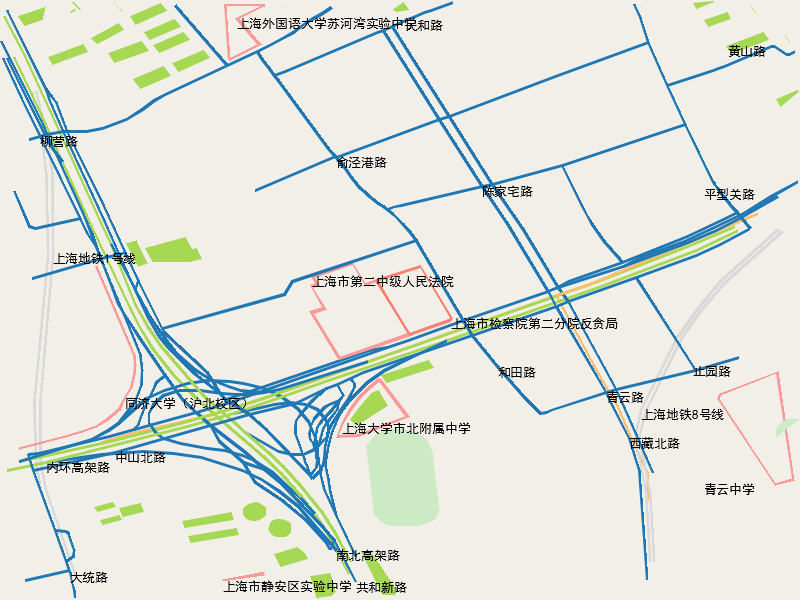 上海外国语大学苏河湾实验中学
民和路
黄山路
柳营路
俞泾港路
陈家宅路
平型关路
上海地铁1号线
上海市第二中级人民法院
上海市检察院第二分院反贪局
和田路
止园路
青云路
同济大学（沪北校区）
上海地铁8号线
上海大学市北附属中学
西藏北路
中山北路
内环高架路
青云中学
南北高架路
大统路
上海市静安区实验中学
共和新路